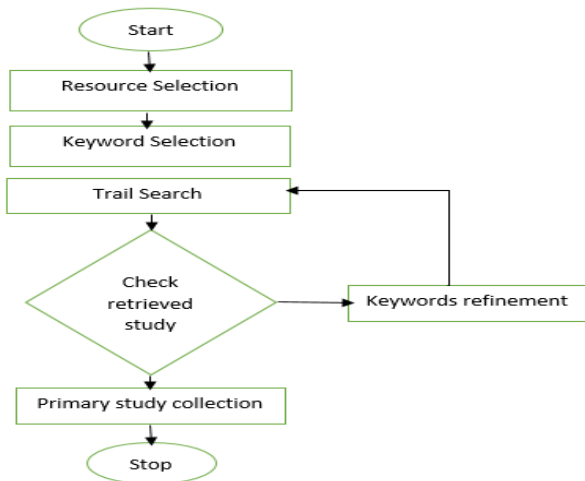 Start
Resource Selection
Keyword Selection
Trail Search
Check
retrieved
study
Keywords refinement
Primary study collection
Stop